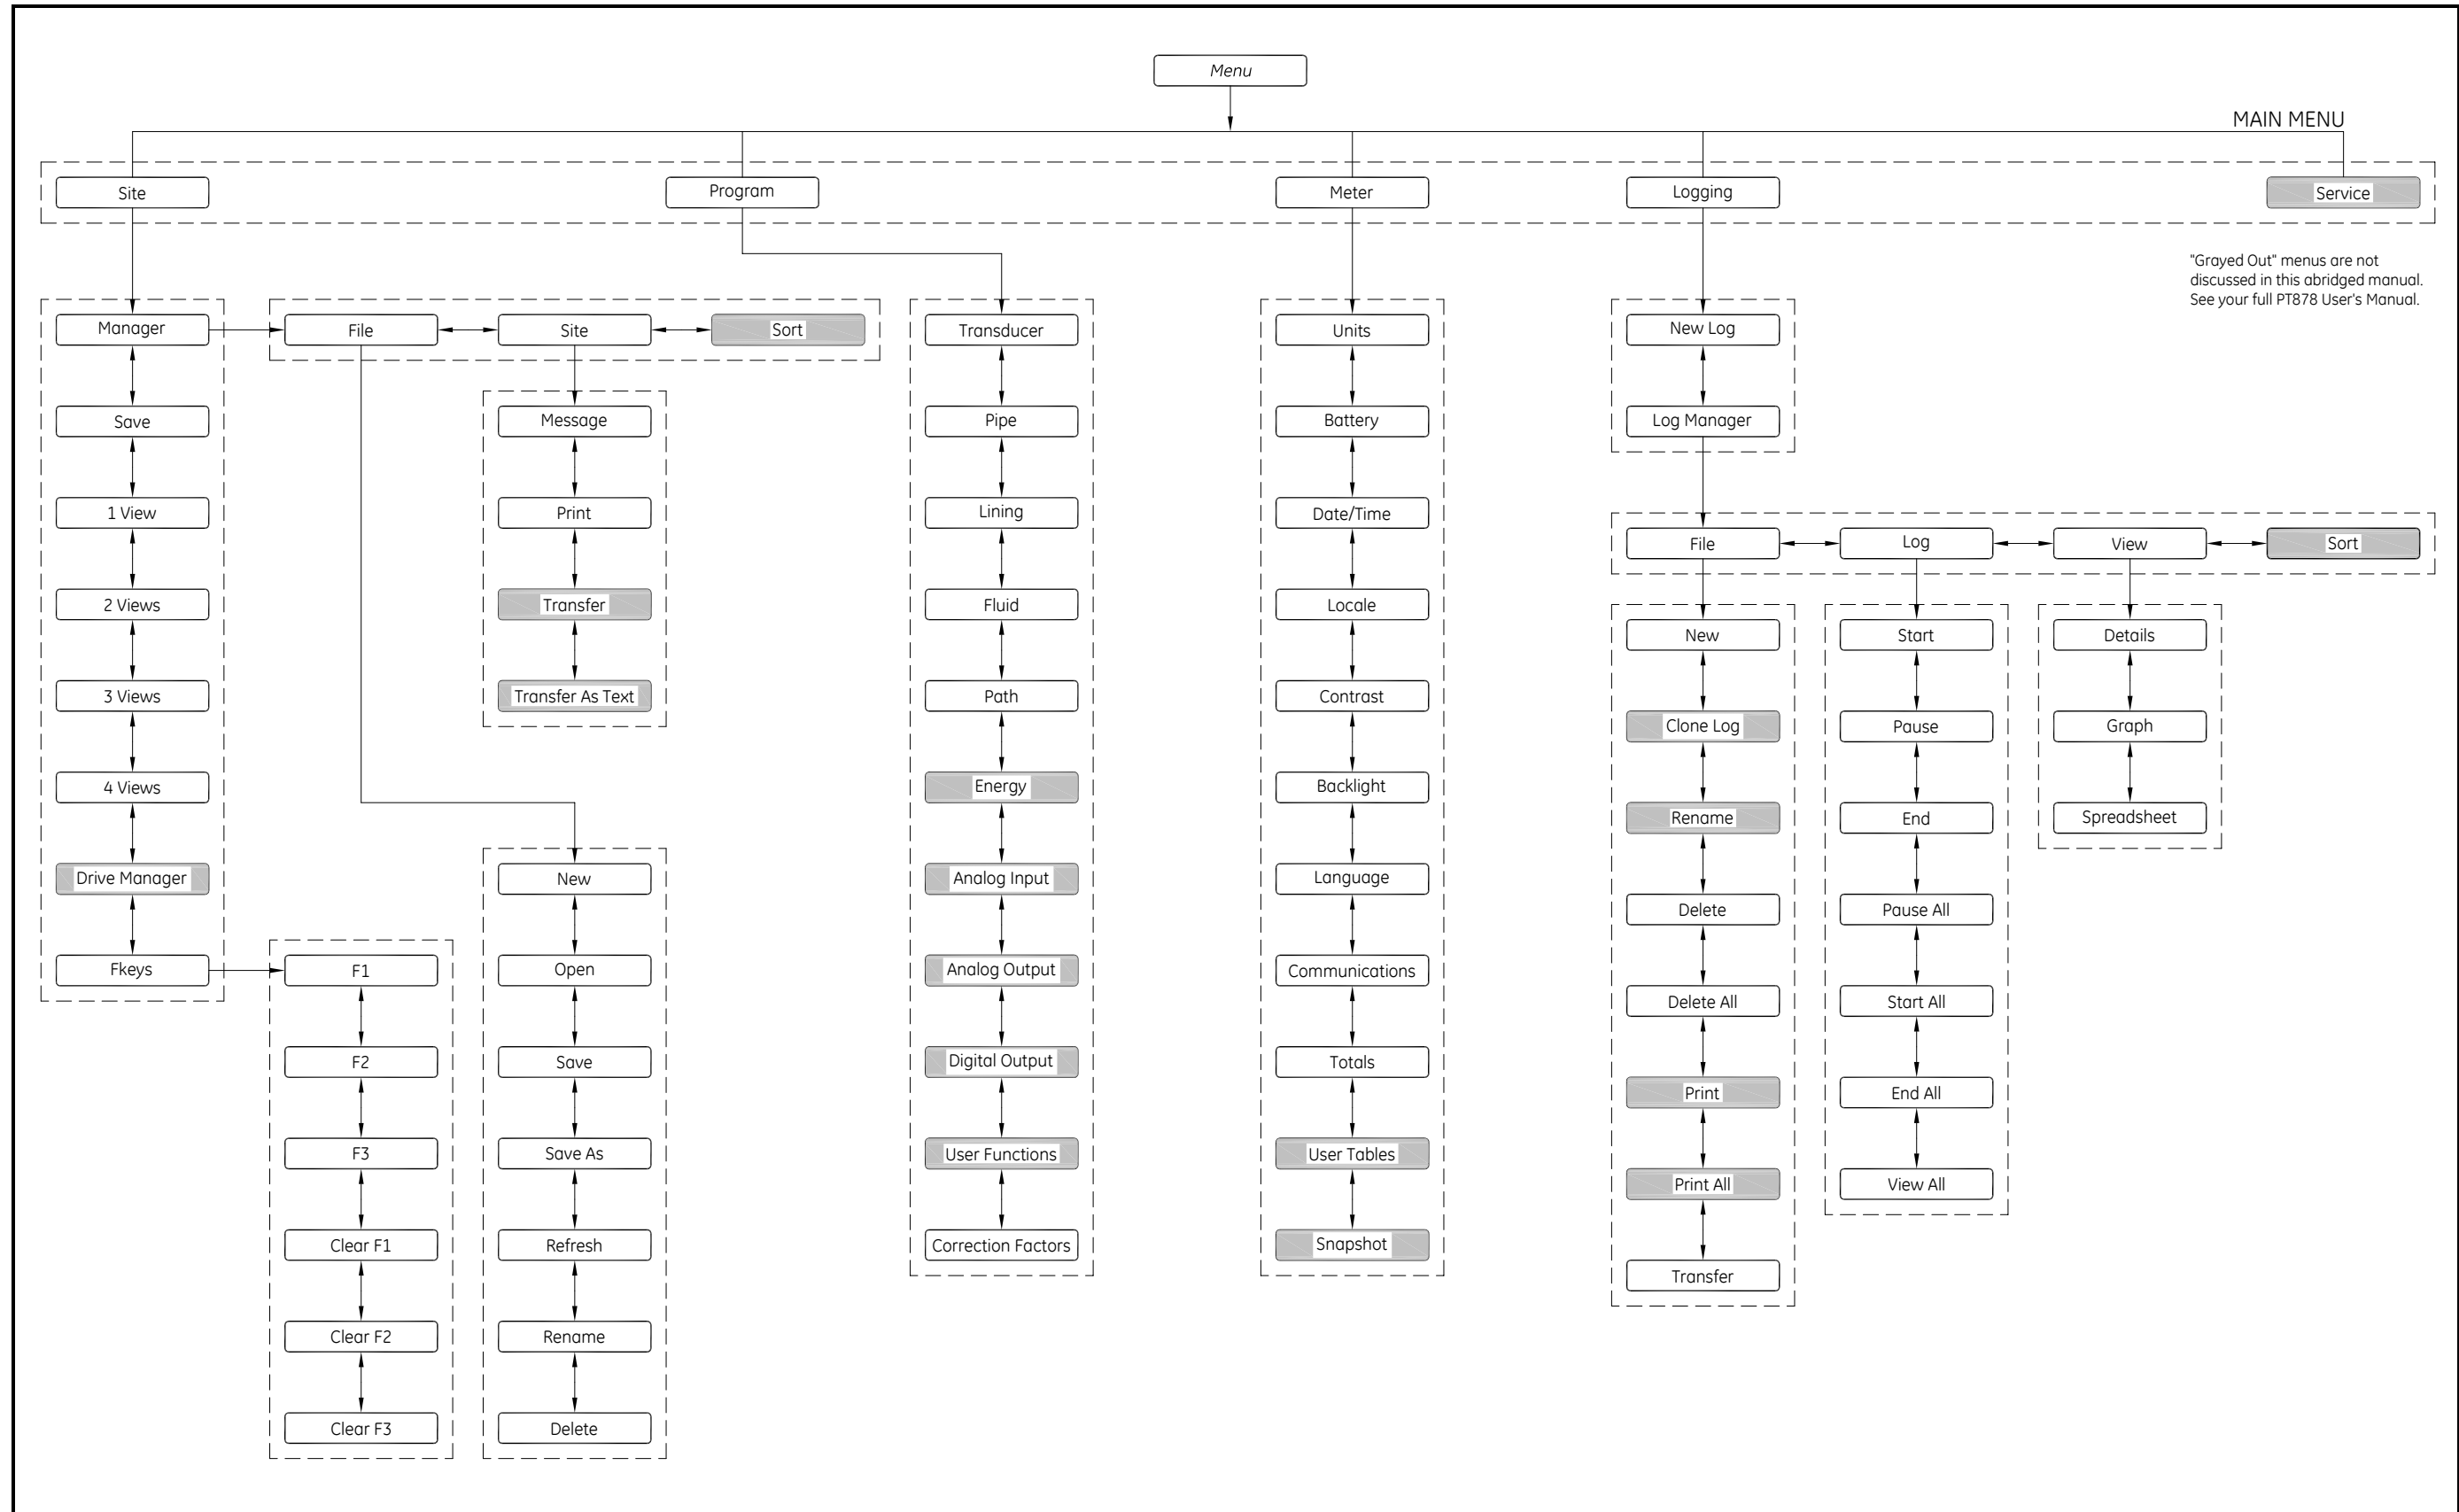 Menu
MAIN MENU
Site
Program
Meter
Logging
Service
"Grayed Out" menus are not
discussed in this abridged manual.
See your full PT878 User's Manual.
Manager
Save
1 View
2 Views
3 Views
4 Views
Drive Manager
Fkeys
File
Site
Sort
Message
Print
Transfer
Transfer As Text
F1
F2
F3
Clear F1
Clear F2
Clear F3
New
Open
Save
Save As
Refresh
Rename
Delete
Transducer
Pipe
Lining
Fluid
Path
Energy
Analog Input
Analog Output
Digital Output
User Functions
Correction Factors
Units
Battery
Date/Time
Locale
Contrast
Backlight
Language
Communications
Totals
User Tables
Snapshot
New Log
Log Manager
File
Log
View
Sort
New
Clone Log
Rename
Delete
Delete All
Print
Print All
Transfer
Start
Pause
End
Pause All
Start All
End All
View All
Details
Graph
Spreadsheet